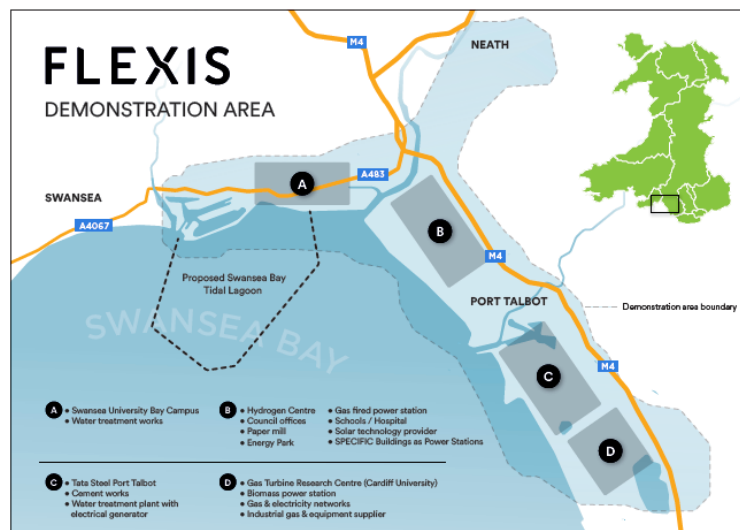 FLEXIS
DEMONSTRATION AREA
M4
NEATH
A
A483
SWANSEA
A4067
B
M4
Proposed Swansea Bay
Tidal Lagoon
PORT TALBOT
Demonstration area boundary
SWANSEA BAY
C
M4
D
A
• Swansea University Bay Campus
• Water treatment works
B
• Hydrogen Centre
• Council offices
• Paper mill
• Energy Park
• Gas fired power station
• Schools / Hospital
• Solar technology provider
• SPECIFIC Buildings as Power Stations
C
• Tata Steel Port Talbot
• Cement works
• Water treatment plant with
electrical generator
D
• Gas Turbine Research Centre (Cardiff University)
• Biomass power station
• Gas & electricity networks
• Industrial gas & equipment supplier